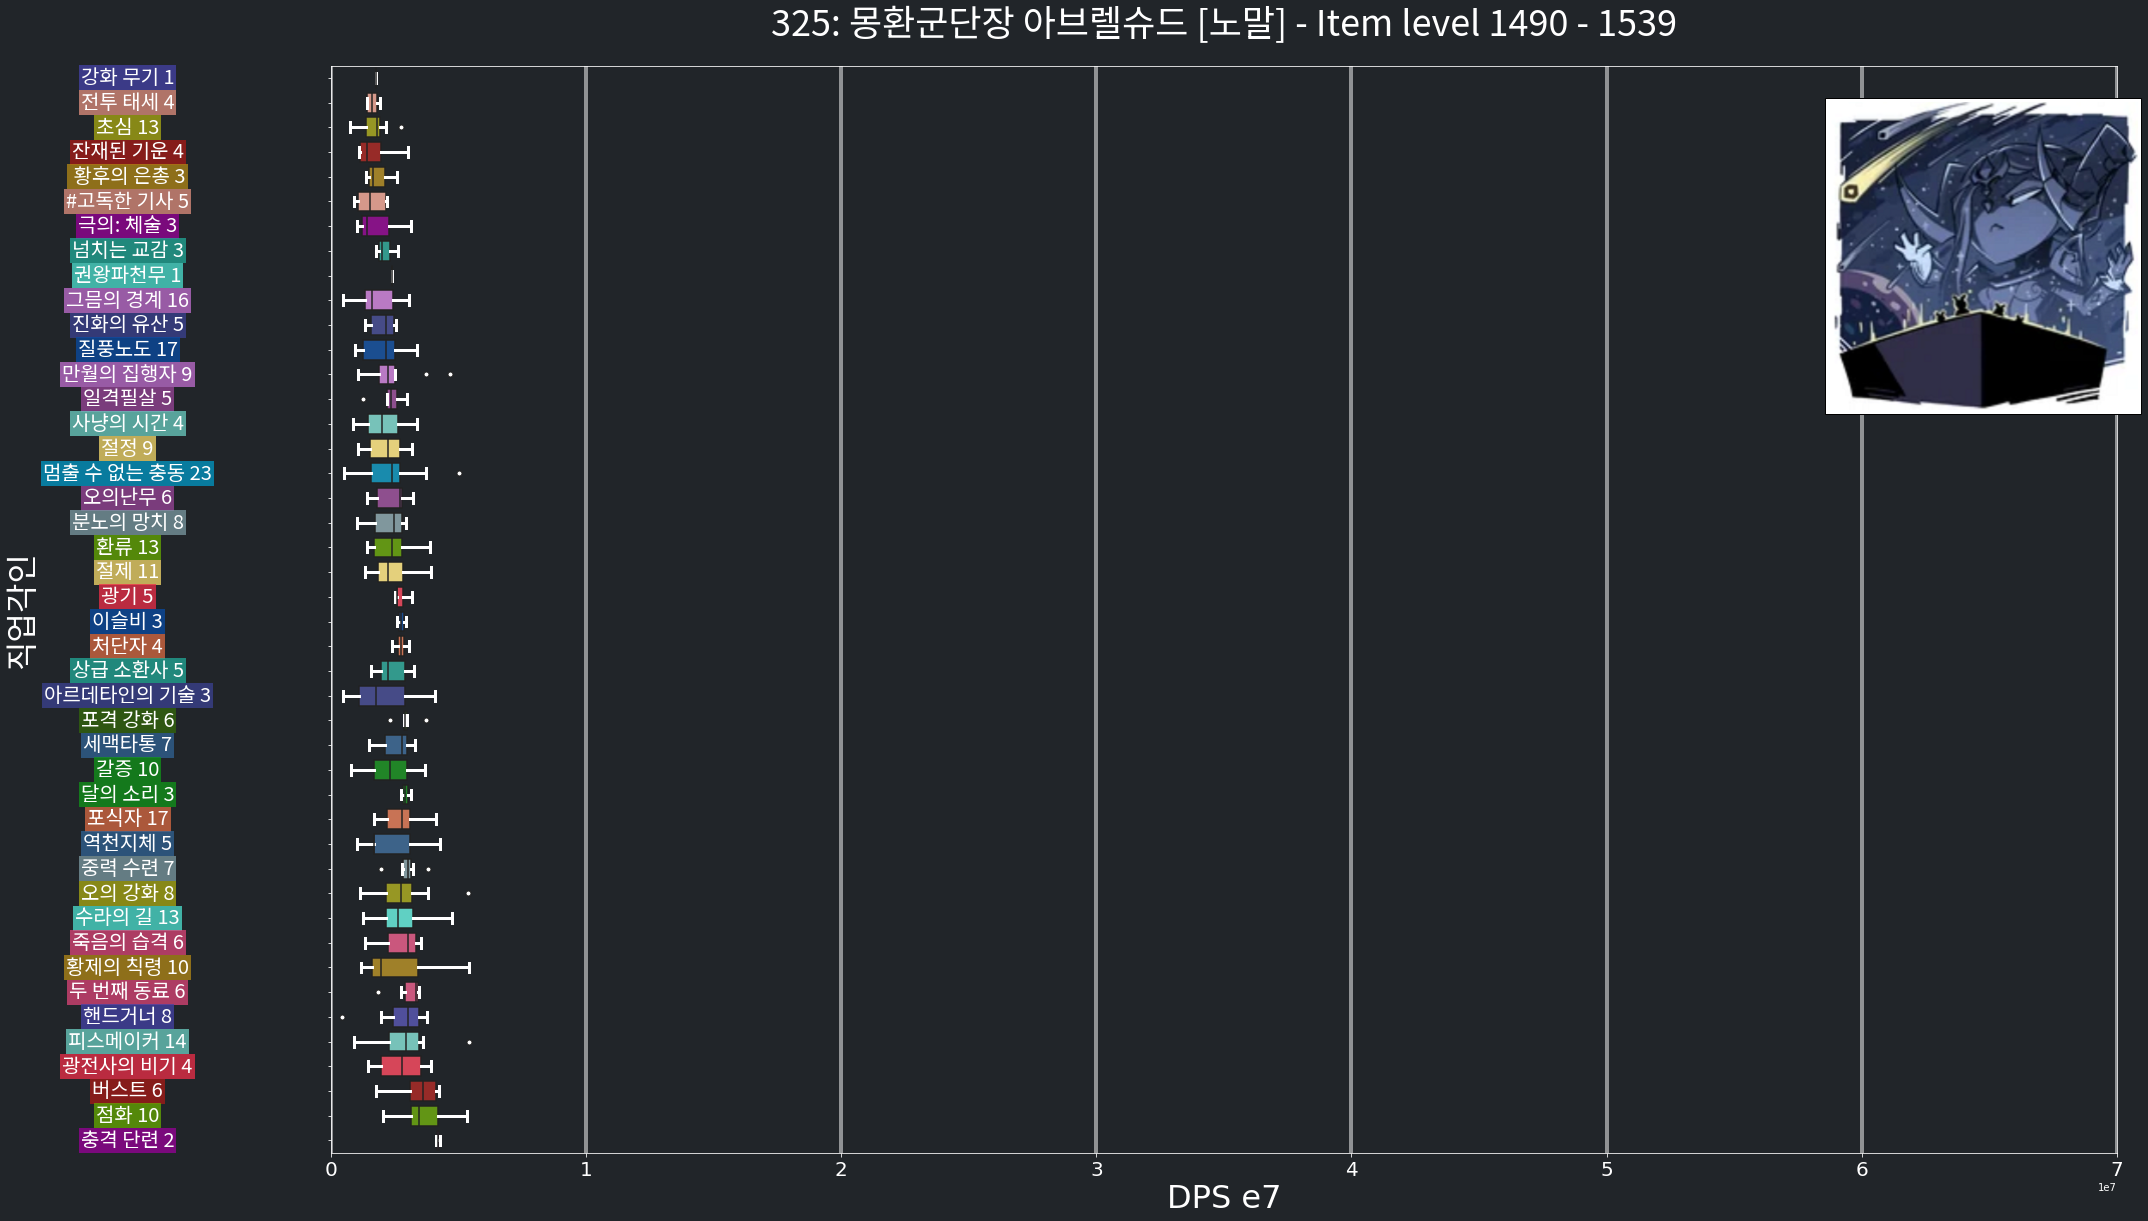 325: 몽환군단장 아브렐슈드 [노말] - Item level 1490 - 1539
강화 무기 1
전투 태세 4
초심 13
잔재된 기운 4
황후의 은총 3
#고독한 기사 5
극의: 체술 3
넘치는 교감 3
권왕파천무 1
그믐의 경계 16
진화의 유산 5
질풍노도 17
만월의 집행자 9
일격필살 5
사냥의 시간 4
절정 9
멈출 수 없는 충동 23
오의난무 6
분노의 망치 8
환류 13
절제 11
광기 5
이슬비 3
처단자 4
상급 소환사 5
아르데타인의 기술 3
포격 강화 6
세맥타통 7
갈증 10
달의 소리 3
포식자 17
역천지체 5
중력 수련 7
오의 강화 8
수라의 길 13
죽음의 습격 6
황제의 칙령 10
두 번째 동료 6
핸드거너 8
피스메이커 14
광전사의 비기 4
버스트 6
점화 10
충격 단련 2
직업각인
0 1 2 3 4 5 6 7
1e7
DPS e7